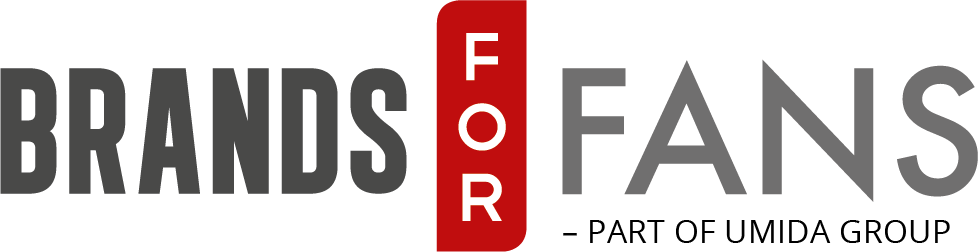 BRANDS FOR FANS
– PART OF UMIDA GROUP